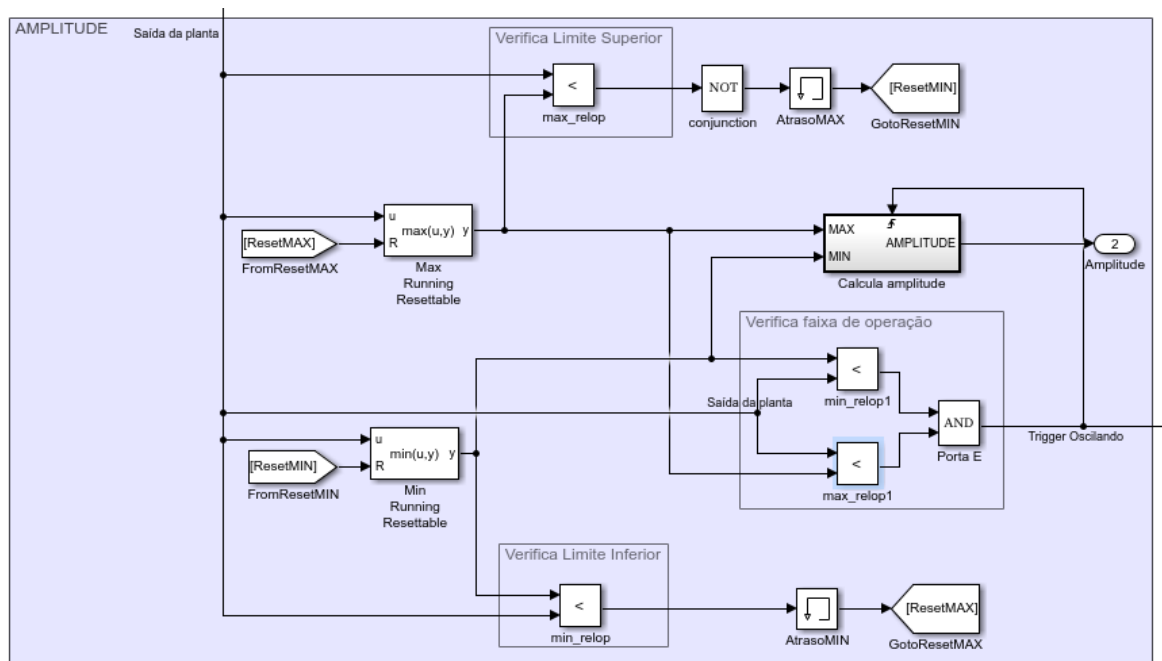 AMPLITUDE
Saída da planta
Verifica Limite Superior
<
max_relop
NOT
conjunction
AtrasoMAX
[ResetMIN]
GotoResetMIN
[ResetMAX]
FromResetMAX
u
R
max(u,y)
y
Max
Running
Resettable
MAX
MIN
AMPLITUDE
Calcula amplitude
2
Amplitude
Verifica faixa de operação
<
min_relop1
Saída da planta
<
max_relop1
AND
Porta E
Trigger Oscilando
[ResetMIN]
FromResetMIN
u
R
min(u,y)
y
Min
Running
Resettable
Verifica Limite Inferior
<
min_relop
AtrasoMIN
[ResetMAX]
GotoResetMAX